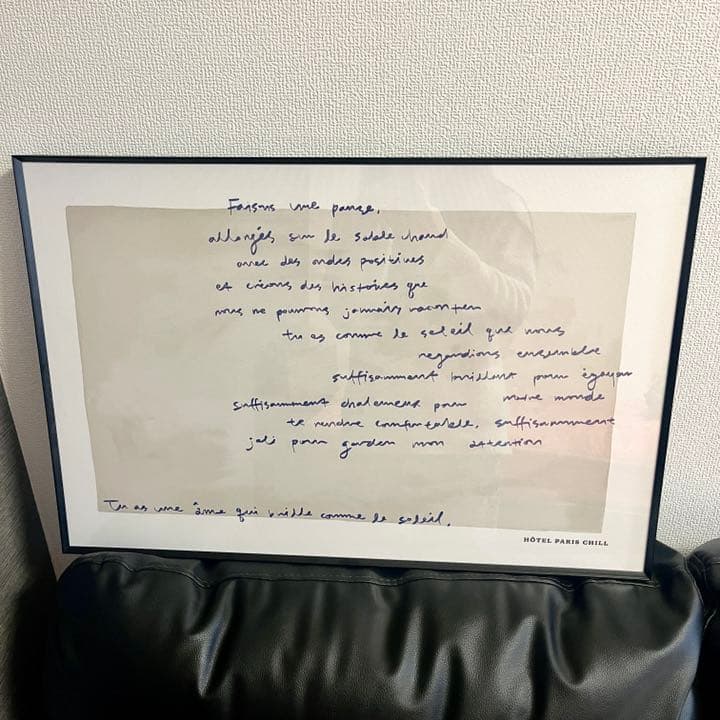 Faisons une pause,
allongés sur le sable chaud
avec des ondes positives
et créons des histoires que
nous ne pouvons jamais raconter
tu es comme le soleil que nous
regardions ensemble
suffisamment brillant pour égayer
suffisamment chaleureux pour notre monde
te rendre confortable, suffisamment
joli pour garder mon attention
Tu as une âme qui brille comme le soleil.
HÔTEL PARIS CHILL